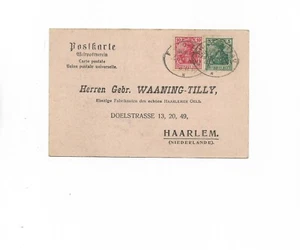 Postkarte
Weltpostverein
Carte postale
Union postale universelle.
Herren Gebr. WAANING-TILLY,
Einzige Fabrikanten des echten HAARLEMER OELS.
DOELSTRASSE 13, 20, 49,
HAARLEM.
(NIEDERLANDE).